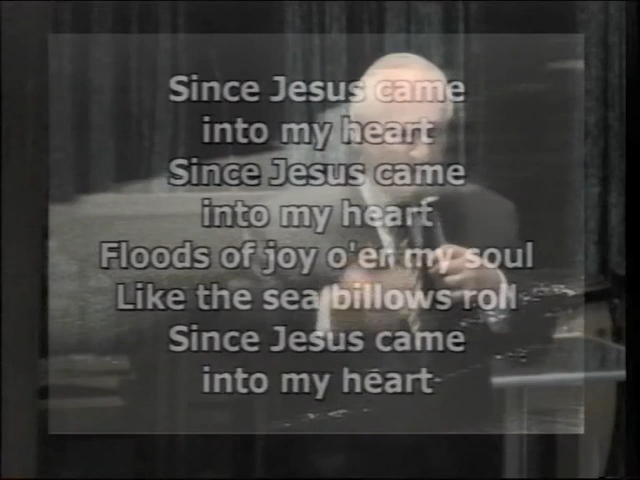 Since Jesus came
into my heart
Since Jesus came
into my heart
Floods of joy o'er my soul
Like the sea billows roll
Since Jesus came
into my heart